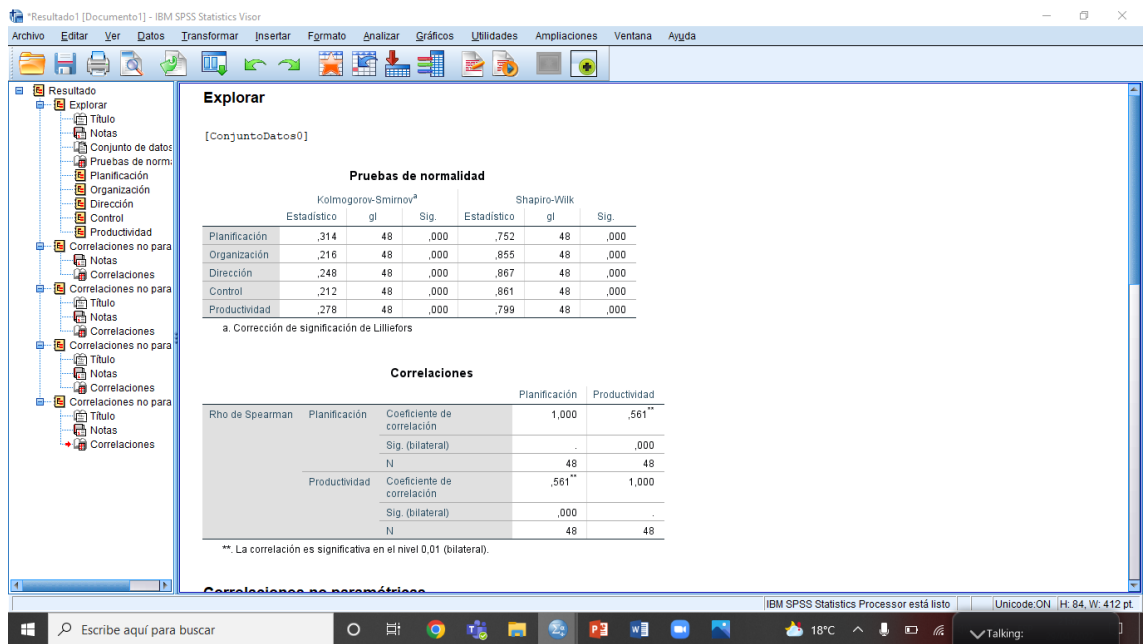 *Resultado1 [Documento1] - IBM SPSS Statistics Visor
Archivo Editar Ver Datos Transformar Insertar Formato Analizar Gráficos Utilidades Ampliaciones Ventana Ayuda
Resultado
Explorar
Título
Notas
Conjunto de datos
Pruebas de norm
Planificación
Organización
Dirección
Control
Productividad
Correlaciones no para
Notas
Correlaciones
Correlaciones no para
Título
Notas
Correlaciones
Correlaciones no para
Título
Notas
Correlaciones
Correlaciones no para
Título
Notas
Correlaciones
Explorar
[ConjuntoDatos0]
Pruebas de normalidad
Kolmogorov-Smirnov^a Shapiro-Wilk
Estadístico gl Sig. Estadístico gl Sig.
Planificación ,314 48 ,000 ,752 48 ,000
Organización ,216 48 ,000 ,855 48 ,000
Dirección ,248 48 ,000 ,867 48 ,000
Control ,212 48 ,000 ,861 48 ,000
Productividad ,278 48 ,000 ,799 48 ,000
a. Corrección de significación de Lilliefors
Correlaciones
Planificación Productividad
Rho de Spearman Planificación Coeficiente de correlación 1,000 ,561**
Sig. (bilateral) . ,000
N 48 48
Productividad Coeficiente de correlación ,561** 1,000
Sig. (bilateral) ,000 .
N 48 48
**. La correlación es significativa en el nivel 0,01 (bilateral).
Correlaciones no paramétricas
IBM SPSS Statistics Processor está listo Unicode:ON H: 84, W: 412 pt.
Escribe aquí para buscar
18°C
Talking: